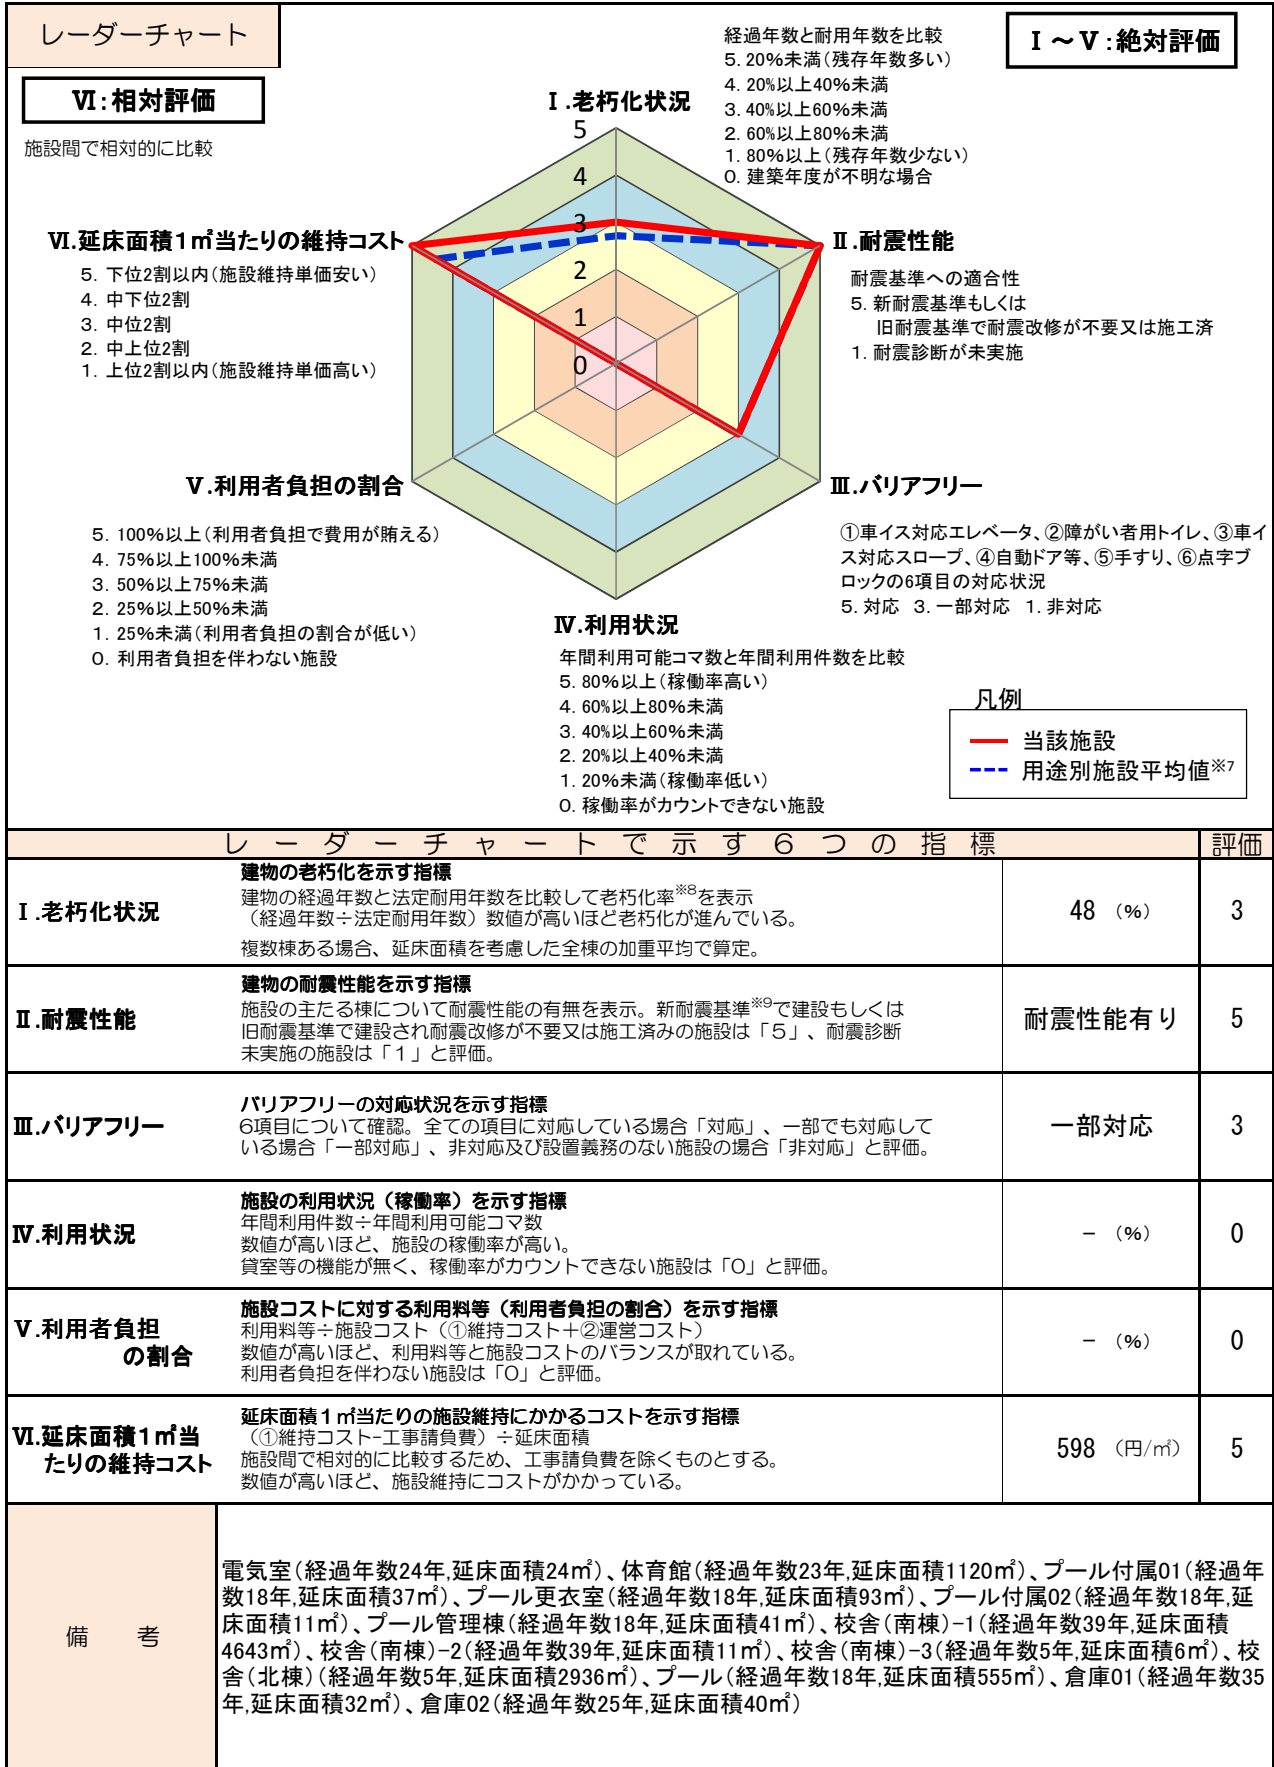 レーダーチャート
Ⅰ～Ⅴ:絶対評価
Ⅵ:相対評価
施設間で相対的に比較
経過年数と耐用年数を比較
5. 20%未満(残存年数多い)
4. 20%以上40%未満
3. 40%以上60%未満
2. 60%以上80%未満
1. 80%以上(残存年数少ない)
0. 建築年度が不明な場合
Ⅰ.老朽化状況
5
4
3
2
1
0
Ⅵ.延床面積1㎡当たりの維持コスト
5. 下位2割以内(施設維持単価安い)
4. 中下位2割
3. 中位2割
2. 中上位2割
1. 上位2割以内(施設維持単価高い)
Ⅱ.耐震性能
耐震基準への適合性
5. 新耐震基準もしくは
旧耐震基準で耐震改修が不要又は施工済
1. 耐震診断が未実施
Ⅴ.利用者負担の割合
5. 100%以上(利用者負担で費用が賄える)
4. 75%以上100%未満
3. 50%以上75%未満
2. 25%以上50%未満
1. 25%未満(利用者負担の割合が低い)
0. 利用者負担を伴わない施設
Ⅲ.バリアフリー
①車イス対応エレベータ、②障がい者用トイレ、③車イ
ス対応スロープ、④自動ドア等、⑤手すり、⑥点字ブ
ロックの6項目の対応状況
5. 対応 3. 一部対応 1. 非対応
Ⅳ.利用状況
年間利用可能コマ数と年間利用件数を比較
5. 80%以上(稼働率高い)
4. 60%以上80%未満
3. 40%以上60%未満
2. 20%以上40%未満
1. 20%未満(稼働率低い)
0. 稼働率がカウントできない施設
凡例
当該施設
用途別施設平均値※7
レーダーチャートで示す6つの指標 評価
Ⅰ.老朽化状況
建物の老朽化を示す指標
建物の経過年数と法定耐用年数を比較して老朽化率※8を表示
(経過年数÷法定耐用年数)数値が高いほど老朽化が進んでいる。
複数棟ある場合、延床面積を考慮した全棟の加重平均で算定。
48 (%) 3
Ⅱ.耐震性能
建物の耐震性能を示す指標
施設の主たる棟について耐震性能の有無を表示。新耐震基準※9で建設もしくは
旧耐震基準で建設され耐震改修が不要又は施工済みの施設は「5」、耐震診断
未実施の施設は「1」と評価。
耐震性能有り 5
Ⅲ.バリアフリー
バリアフリーの対応状況を示す指標
6項目について確認。全ての項目に対応している場合「対応」、一部でも対応して
いる場合「一部対応」、非対応及び設置義務のない施設の場合「非対応」と評価。
一部対応 3
Ⅳ.利用状況
施設の利用状況(稼働率)を示す指標
年間利用件数÷年間利用可能コマ数
数値が高いほど、施設の稼働率が高い。
貸室等の機能が無く、稼働率がカウントできない施設は「0」と評価。
- (%) 0
Ⅴ.利用者負担
の割合
施設コストに対する利用料等(利用者負担の割合)を示す指標
利用料等÷施設コスト(①維持コスト+②運営コスト)
数値が高いほど、利用料等と施設コストのバランスが取れている。
利用者負担を伴わない施設は「0」と評価。
- (%) 0
Ⅵ.延床面積1㎡当
たりの維持コスト
延床面積1㎡当たりの施設維持にかかるコストを示す指標
(①維持コスト-工事請負費)÷延床面積
施設間で相対的に比較するため、工事請負費を除くものとする。
数値が高いほど、施設維持にコストがかかっている。
598 (円/㎡) 5
備 考
電気室(経過年数24年,延床面積24㎡)、体育館(経過年数23年,延床面積1120㎡)、プール付属01(経過年
数18年,延床面積37㎡)、プール更衣室(経過年数18年,延床面積93㎡)、プール付属02(経過年数18年,延
床面積11㎡)、プール管理棟(経過年数18年,延床面積41㎡)、校舎(南棟)-1(経過年数39年,延床面積
4643㎡)、校舎(南棟)-2(経過年数39年,延床面積11㎡)、校舎(南棟)-3(経過年数5年,延床面積6㎡)、校
舎(北棟)(経過年数5年,延床面積2936㎡)、プール(経過年数18年,延床面積555㎡)、倉庫01(経過年数35
年,延床面積32㎡)、倉庫02(経過年数25年,延床面積40㎡)